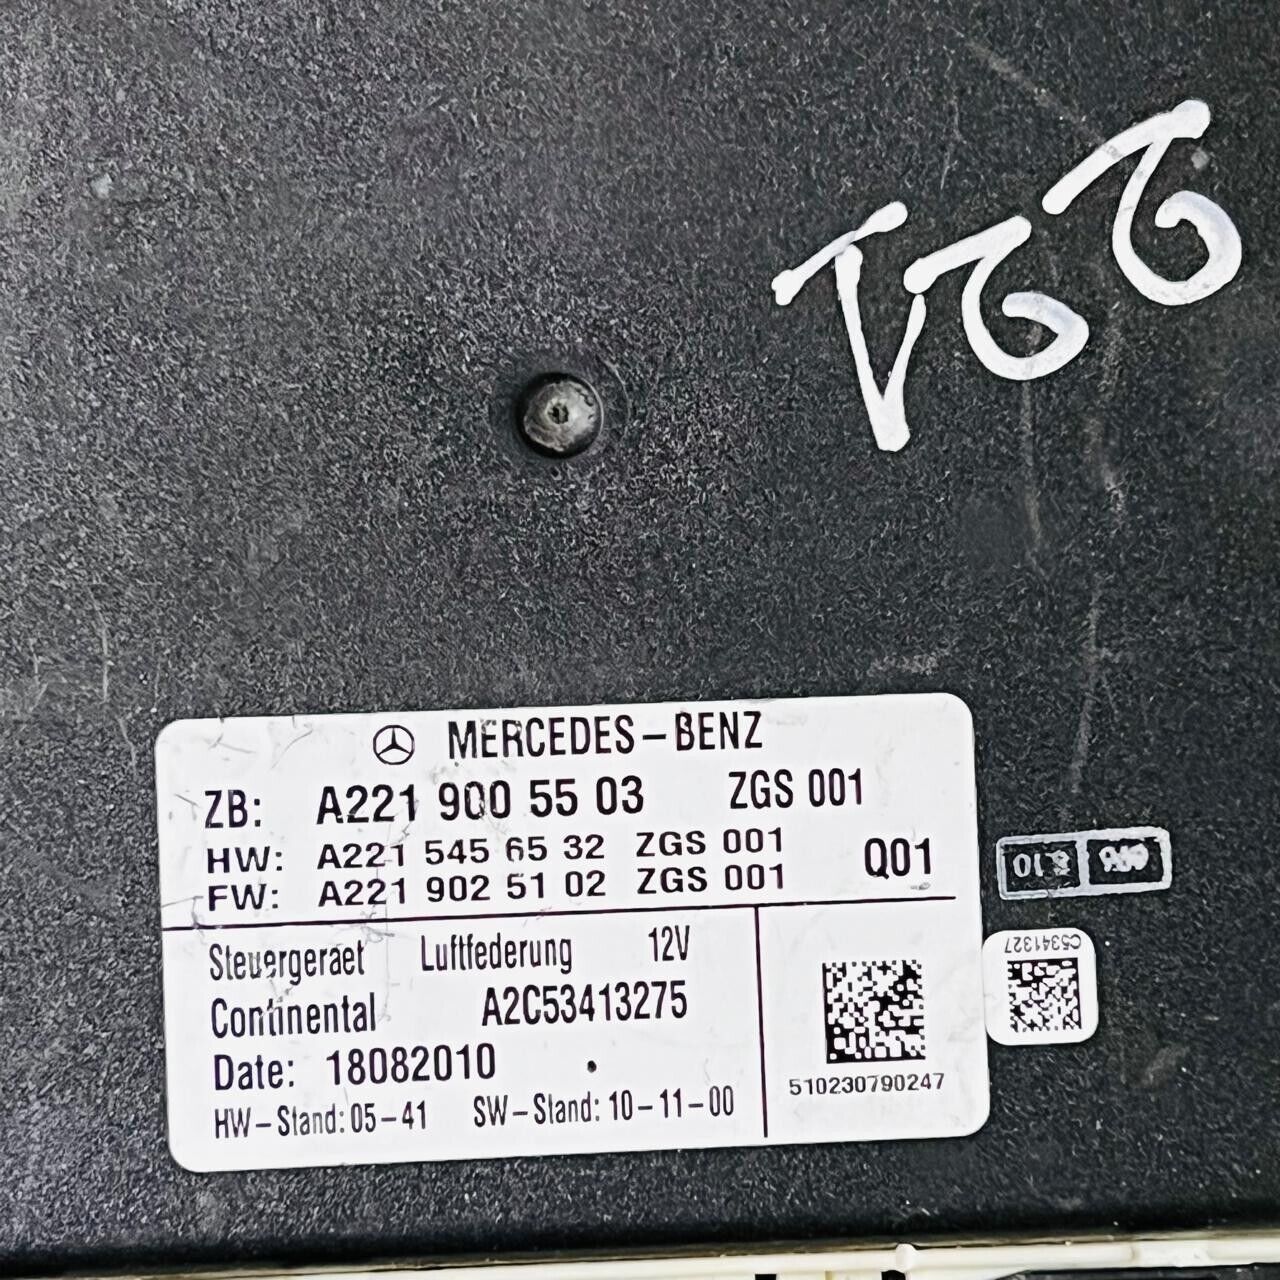 MERCEDES-BENZ
ZB: A221 900 55 03 ZGS 001
HW: A221 545 65 32 ZGS 001
FW: A221 902 51 02 ZGS 001
Q01
Steuergeraet Luftfederung 12V
Continental A2C53413275
Date: 18082010
HW-Stand: 05-41 SW-Stand: 10-11-00
510230790247
C5341327